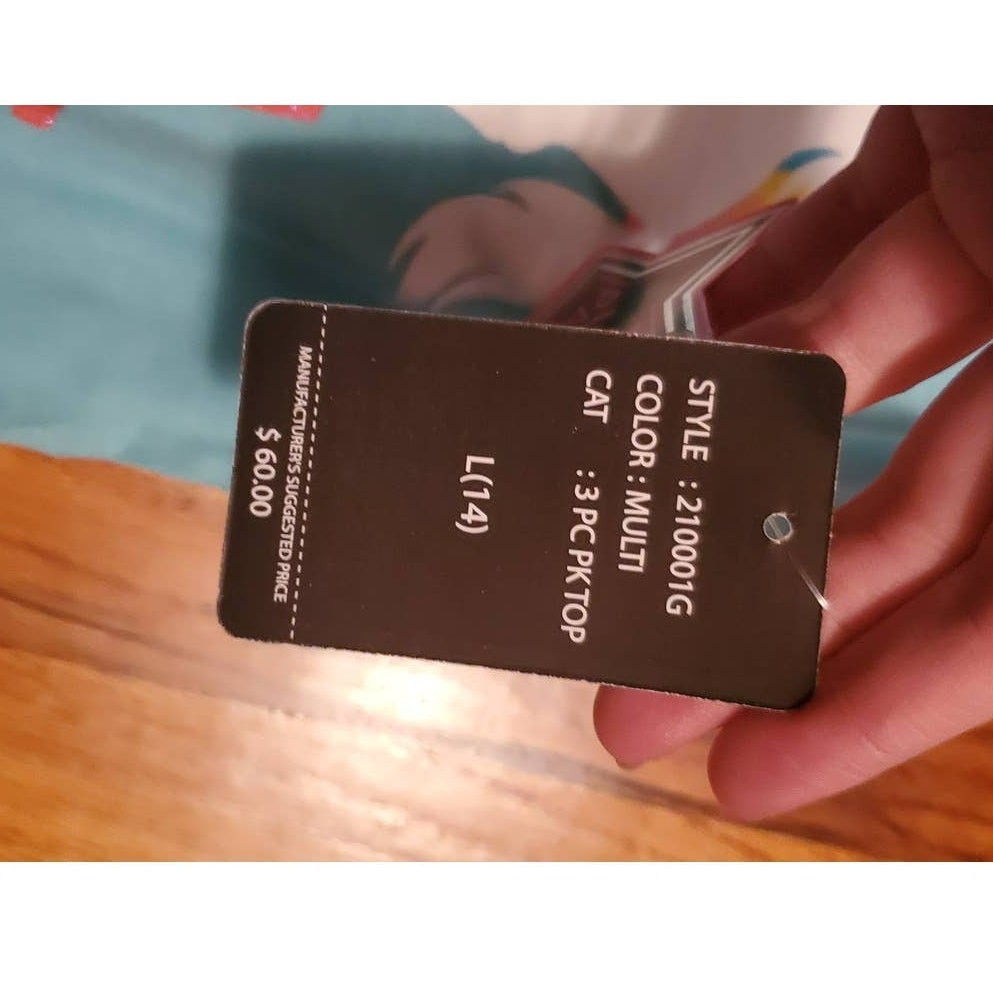 STYLE : 210001G
COLOR : MULTI
CAT : 3 PC PK TOP
L(14)
MANUFACTURER'S SUGGESTED PRICE
$ 60.00